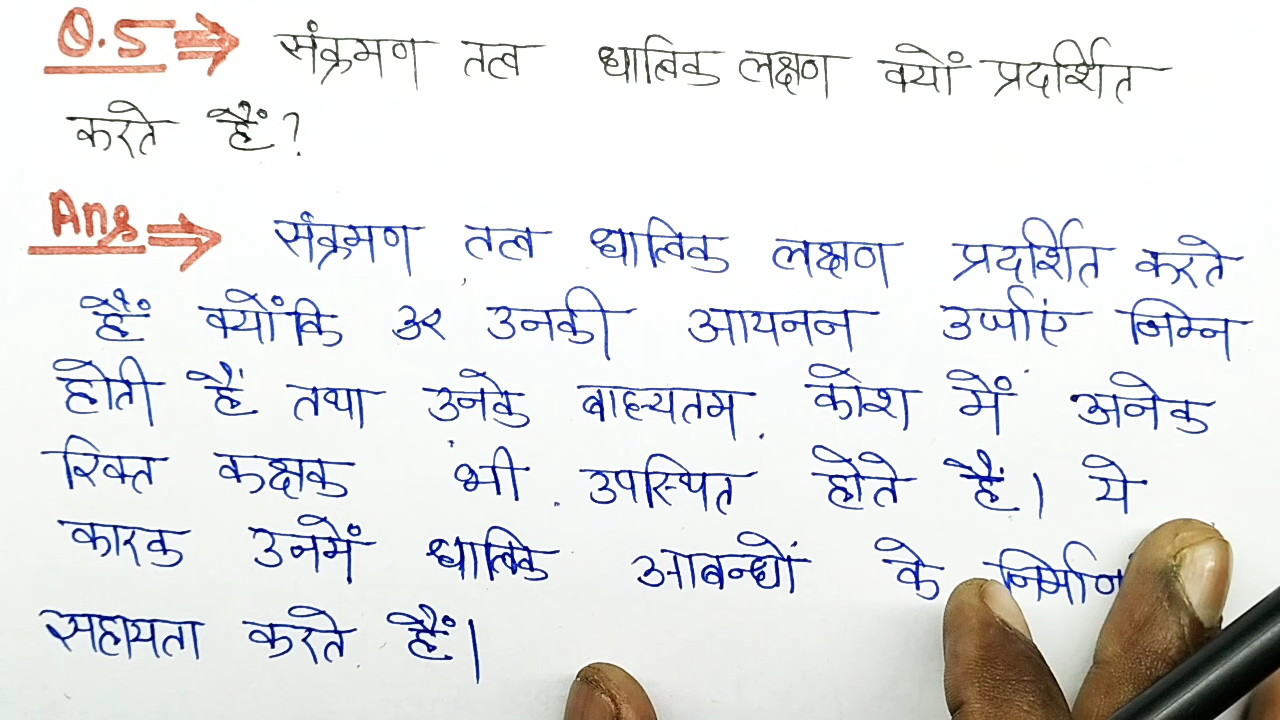 Q.5 ⇒ संक्रमण तत्व धात्विक लक्षण क्यों प्रदर्शित
करते हैं?
Ans ⇒ संक्रमण तत्व धात्विक लक्षण प्रदर्शित करते
हैं क्योंकि उनकी आयनन उर्जाएं निम्न
होती हैं तथा उनके बाह्यतम कोश में अनेक
रिक्त कक्षक भी उपस्थित होते हैं। ये
कारक उनमें धात्विक आबन्धों के निर्माण
सहायता करते हैं।